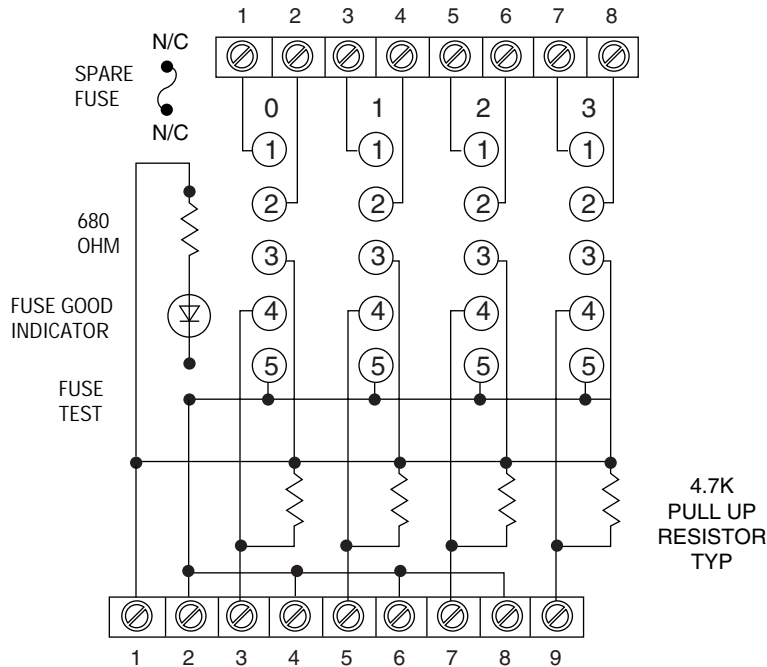 1 2 3 4 5 6 7 8
N/C
SPARE
FUSE
N/C
0 1 2 3
1 1 1 1
2 2 2 2
680
OHM
3 3 3 3
FUSE GOOD
INDICATOR
4 4 4 4
5 5 5 5
FUSE
TEST
4.7K
PULL UP
RESISTOR
TYP
1 2 3 4 5 6 7 8 9